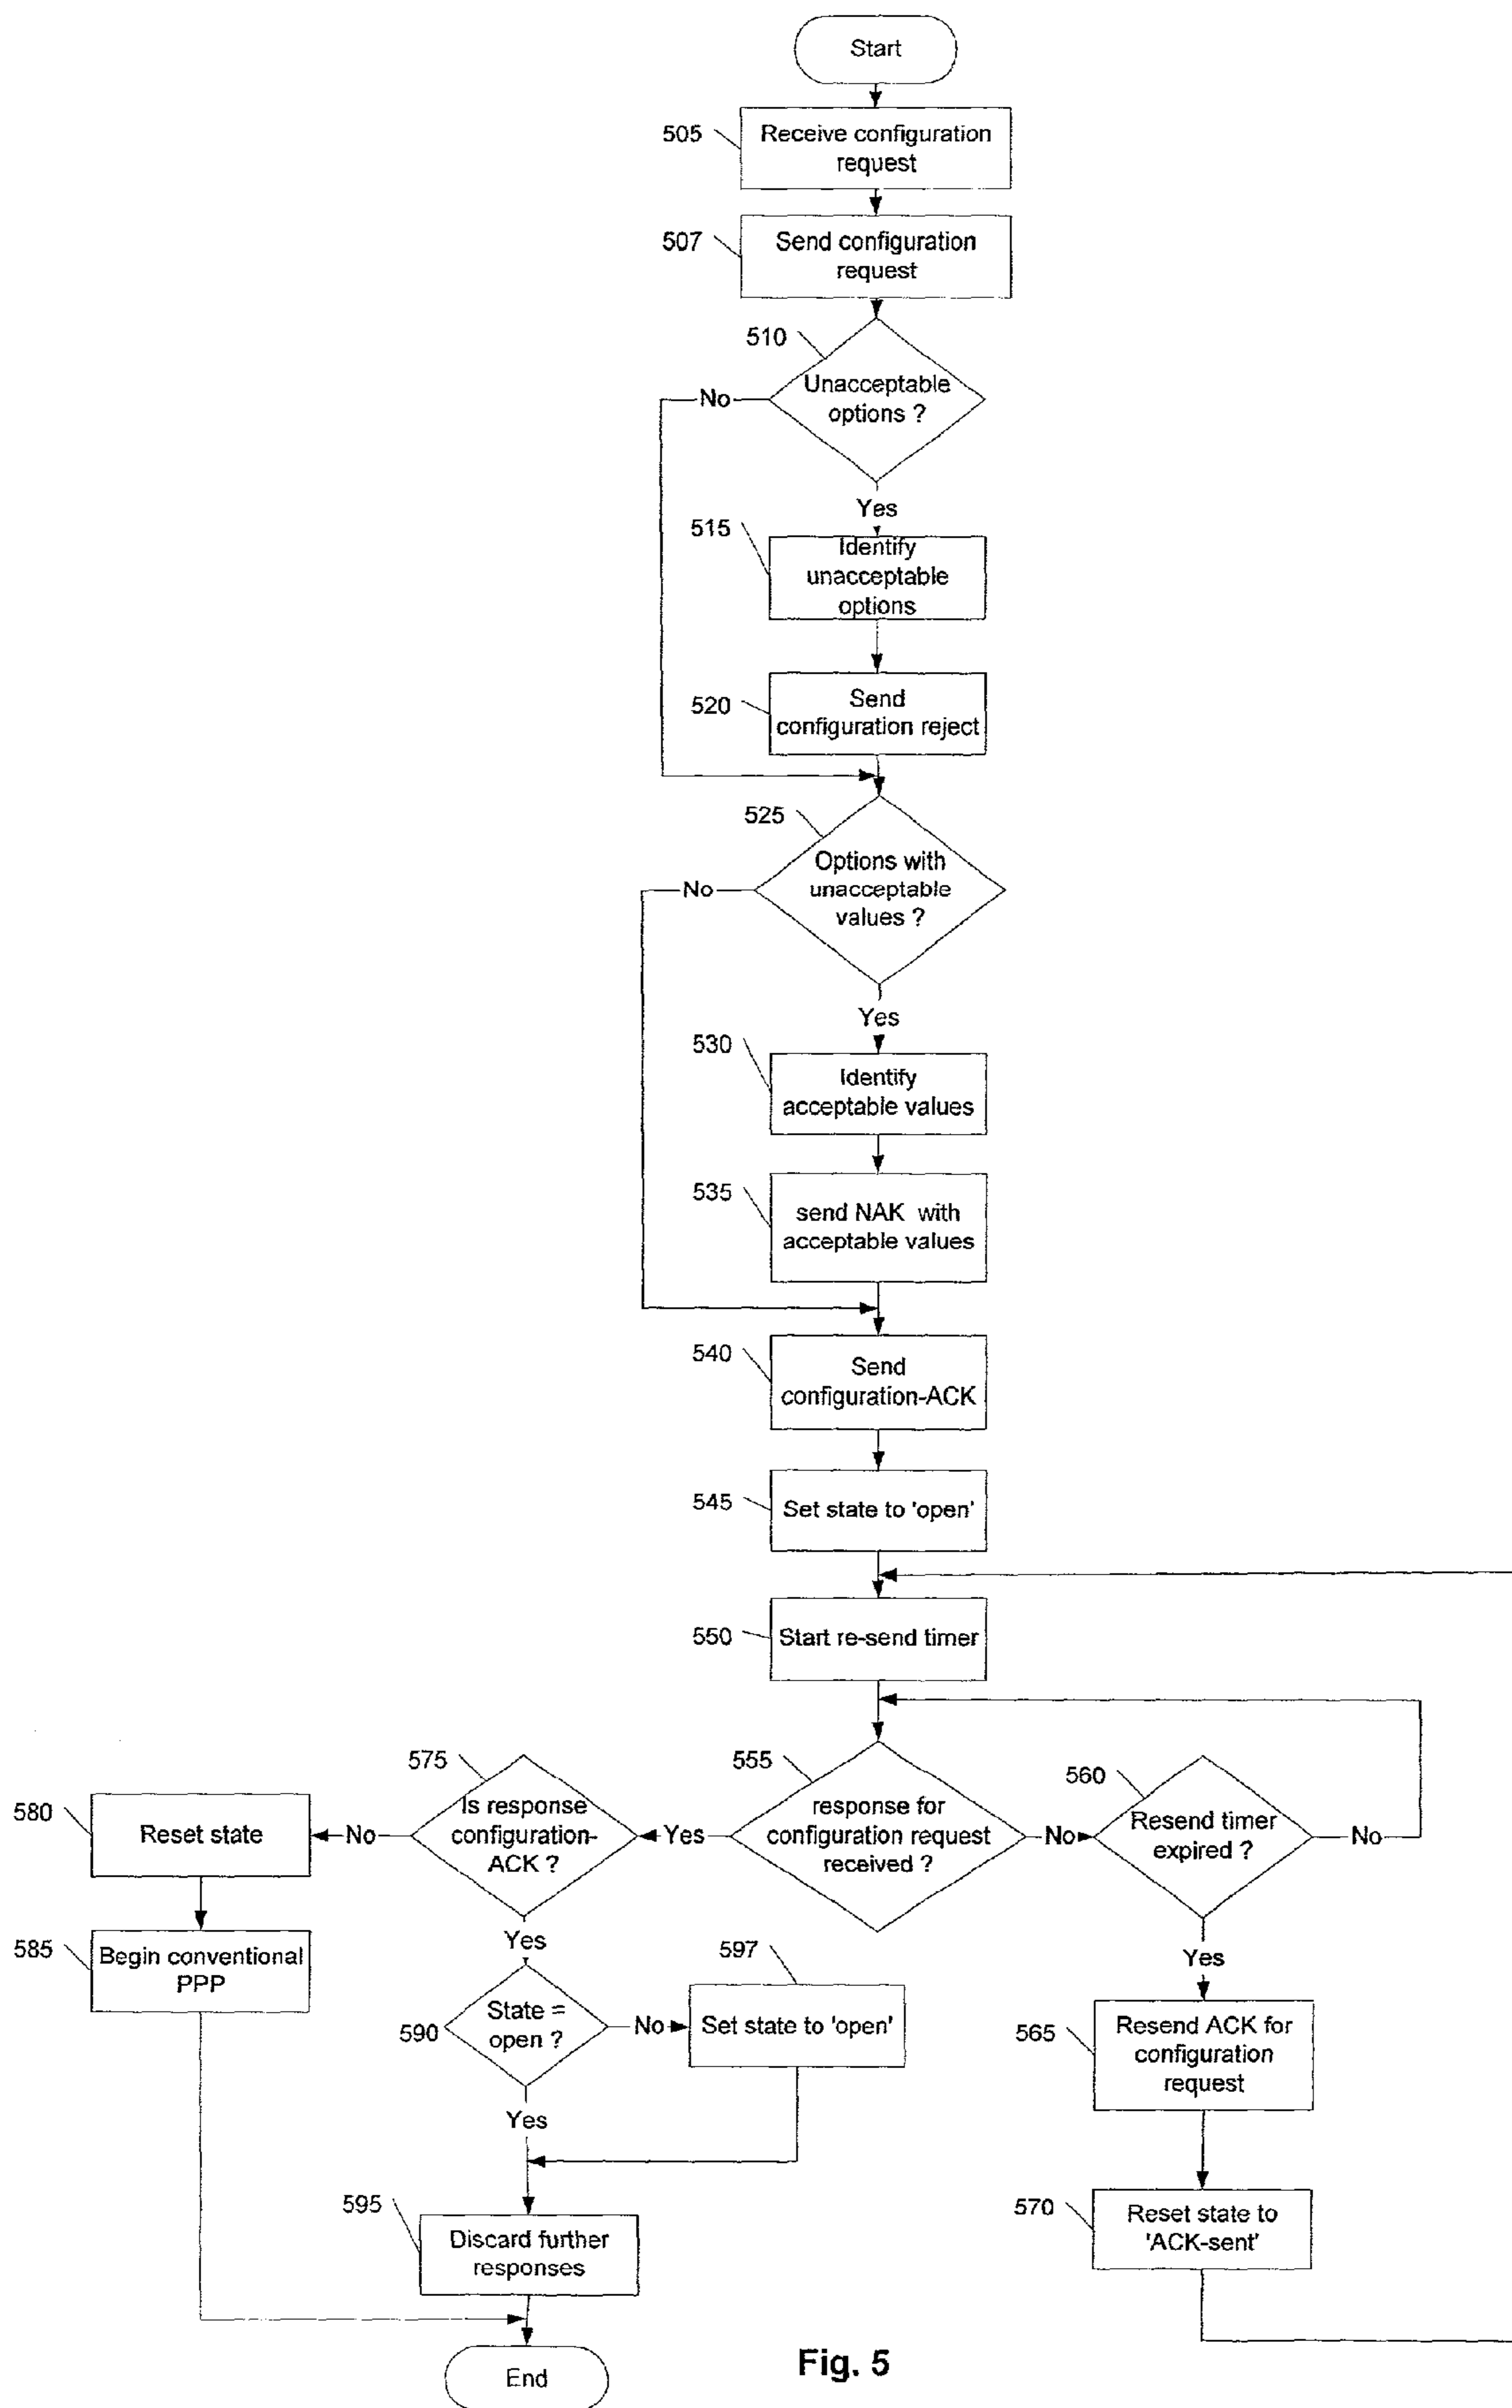 Start
505
Receive configuration
request
507
Send configuration
request
510
Unacceptable
options ?
No
Yes
515
Identify
unacceptable
options
520
Send
configuration reject
525
Options with
unacceptable
values ?
No
Yes
530
Identify
acceptable values
535
send NAK with
acceptable values
540
Send
configuration-ACK
545
Set state to 'open'
550
Start re-send timer
555
response for
configuration request
received ?
Yes
No
560
Resend timer
expired ?
No
Yes
565
Resend ACK for
configuration
request
570
Reset state to
'ACK-sent'
575
Is response
configuration-
ACK ?
No
Yes
580
Reset state
585
Begin conventional
PPP
590
State =
open ?
No
Yes
597
Set state to 'open'
595
Discard further
responses
End
Fig. 5